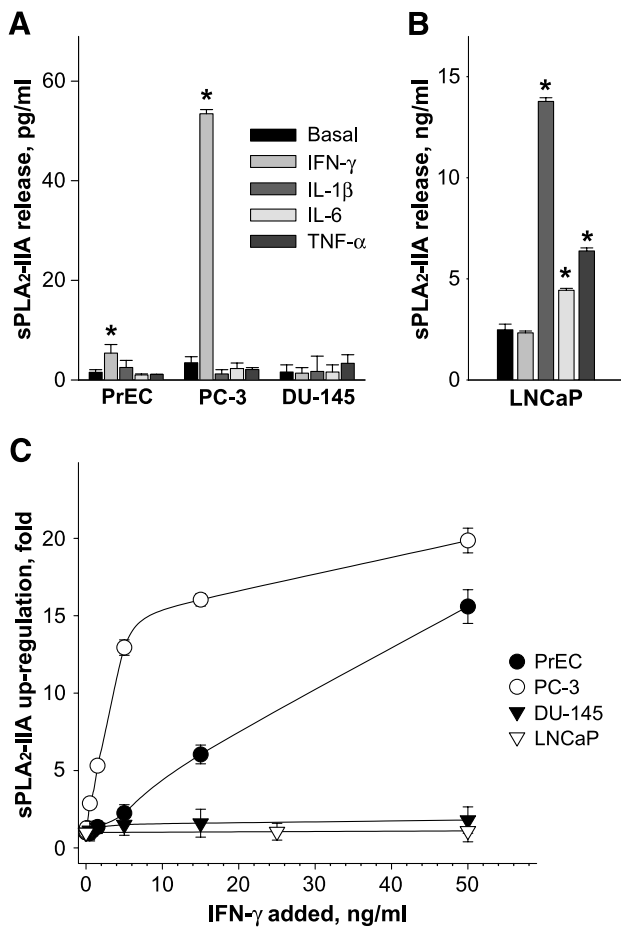 A
sPLA2-IIA release, pg/ml
60
40
20
0
*
*
Basal
IFN-γ
IL-1β
IL-6
TNF-α
PrEC PC-3 DU-145
B
sPLA2-IIA release, ng/ml
15
10
5
0
*
*
*
LNCaP
C
sPLA2-IIA up-regulation, fold
20
15
10
5
0
PrEC
PC-3
DU-145
LNCaP
0 10 20 30 40 50
IFN-γ added, ng/ml